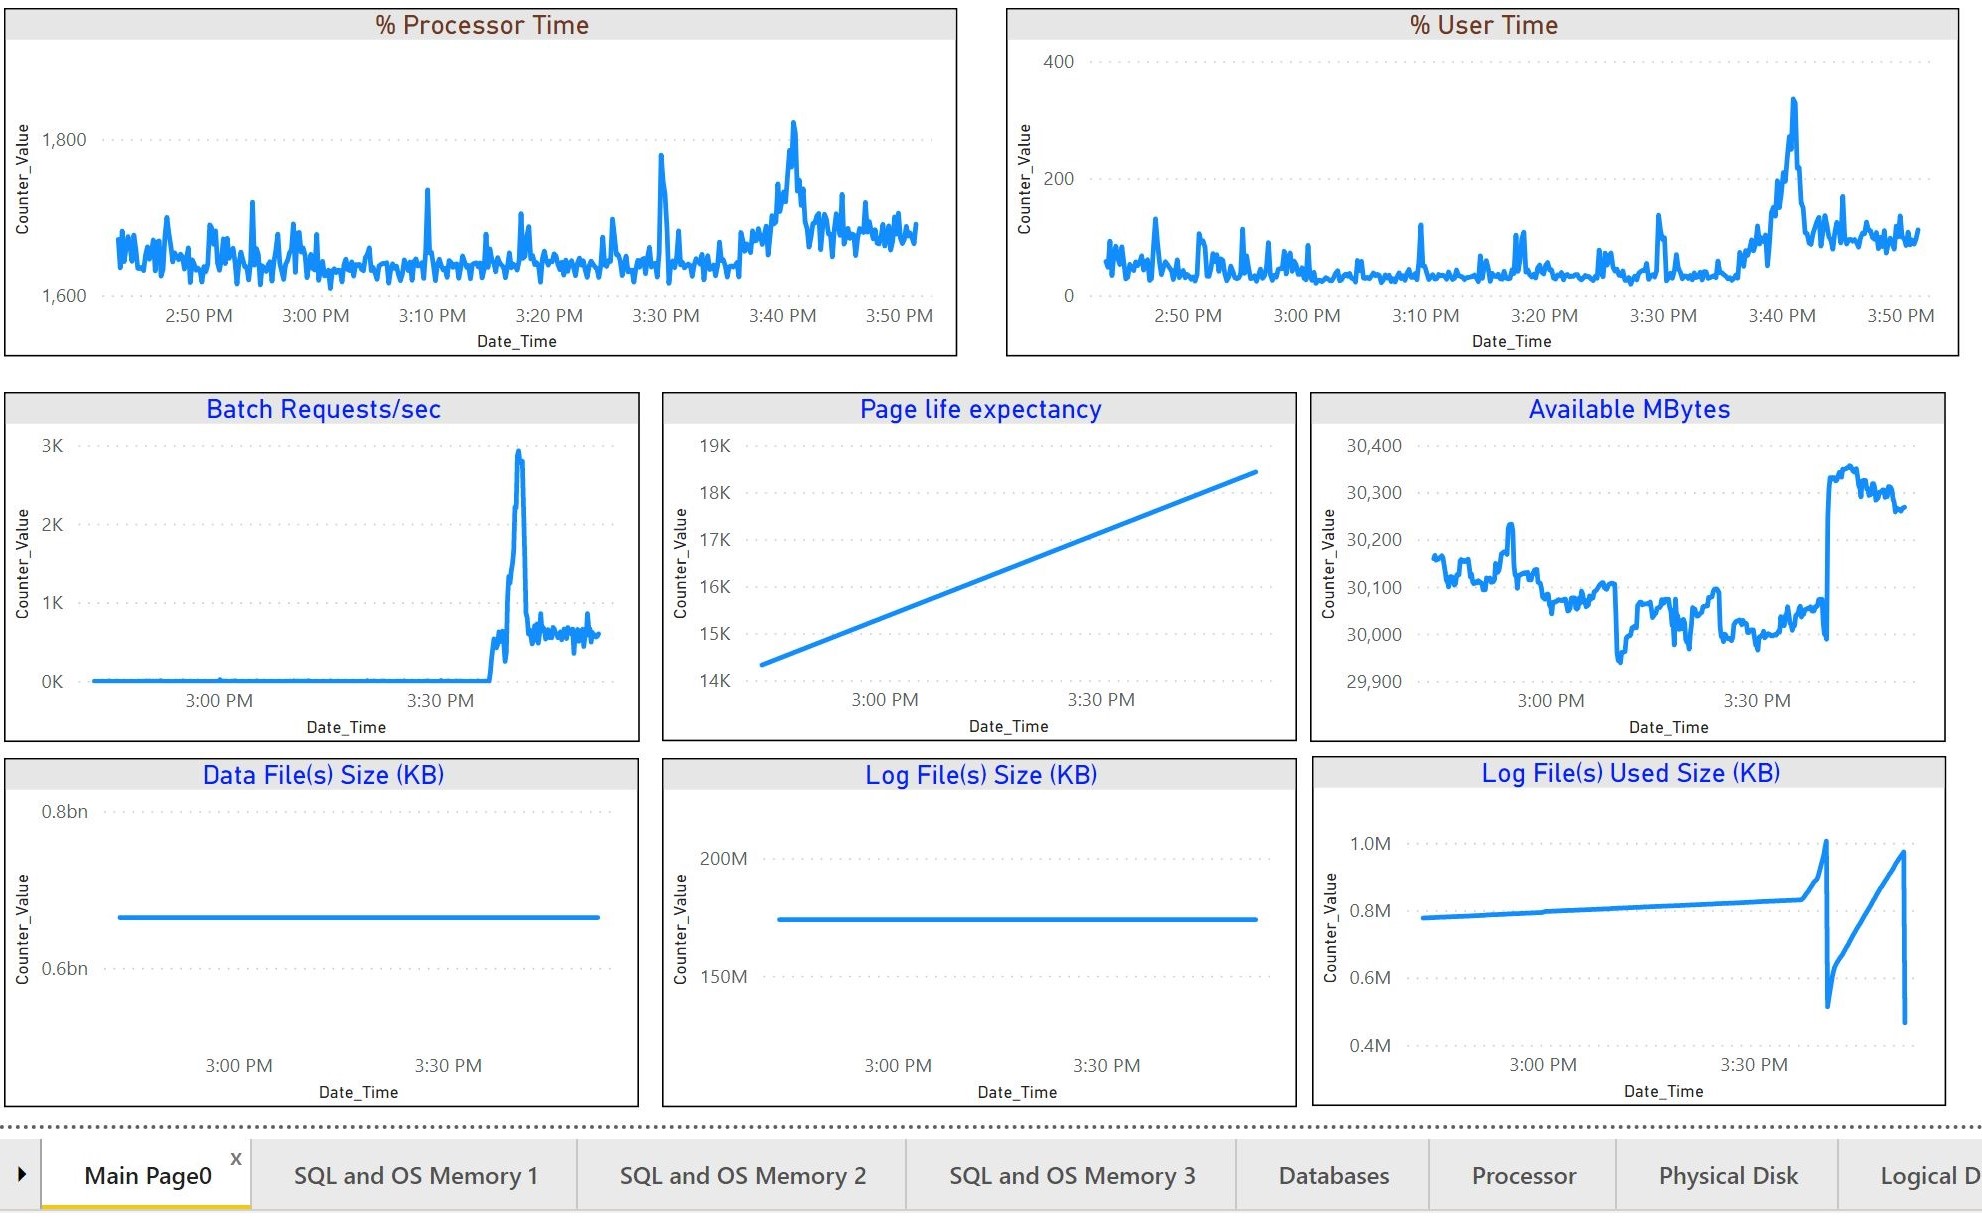 % Processor Time
Counter_Value
1,800
1,600
2:50 PM 3:00 PM 3:10 PM 3:20 PM 3:30 PM 3:40 PM 3:50 PM
Date_Time
% User Time
Counter_Value
400
200
0
2:50 PM 3:00 PM 3:10 PM 3:20 PM 3:30 PM 3:40 PM 3:50 PM
Date_Time
Batch Requests/sec
Counter_Value
3K
2K
1K
0K
3:00 PM 3:30 PM
Date_Time
Page life expectancy
Counter_Value
19K
18K
17K
16K
15K
14K
3:00 PM 3:30 PM
Date_Time
Available MBytes
Counter_Value
30,400
30,300
30,200
30,100
30,000
29,900
3:00 PM 3:30 PM
Date_Time
Data File(s) Size (KB)
Counter_Value
0.8bn
0.6bn
3:00 PM 3:30 PM
Date_Time
Log File(s) Size (KB)
Counter_Value
200M
150M
3:00 PM 3:30 PM
Date_Time
Log File(s) Used Size (KB)
Counter_Value
1.0M
0.8M
0.6M
0.4M
3:00 PM 3:30 PM
Date_Time
Main Page0 x SQL and OS Memory 1 SQL and OS Memory 2 SQL and OS Memory 3 Databases Processor Physical Disk Logical D